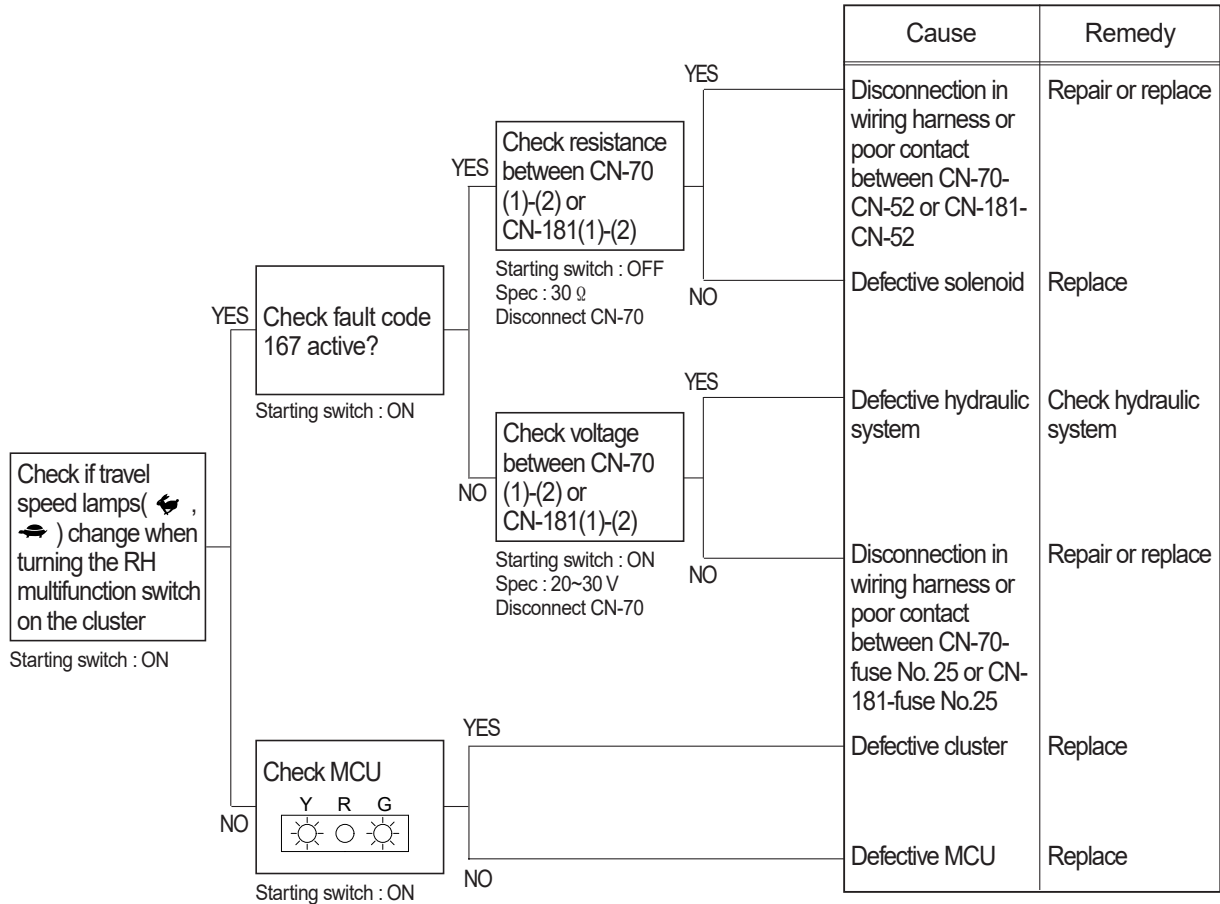 Cause
Remedy
YES
Disconnection in
wiring harness or
poor contact
between CN-70-
CN-52 or CN-181-
CN-52
Repair or replace
YES
Check resistance
between CN-70
(1)-(2) or
CN-181(1)-(2)
Starting switch : OFF
Spec : 30 Ω
Disconnect CN-70
NO
Defective solenoid
Replace
YES
Check fault code
167 active?
Starting switch : ON
YES
Defective hydraulic
system
Check hydraulic
system
NO
Check voltage
between CN-70
(1)-(2) or
CN-181(1)-(2)
Starting switch : ON
Spec : 20~30 V
Disconnect CN-70
NO
Disconnection in
wiring harness or
poor contact
between CN-70-
fuse No. 25 or CN-
181-fuse No.25
Repair or replace
Check if travel
speed lamps( ,
) change when
turning the RH
multifunction switch
on the cluster
Starting switch : ON
YES
Defective cluster
Replace
NO
Check MCU
Y R G
Starting switch : ON
NO
Defective MCU
Replace